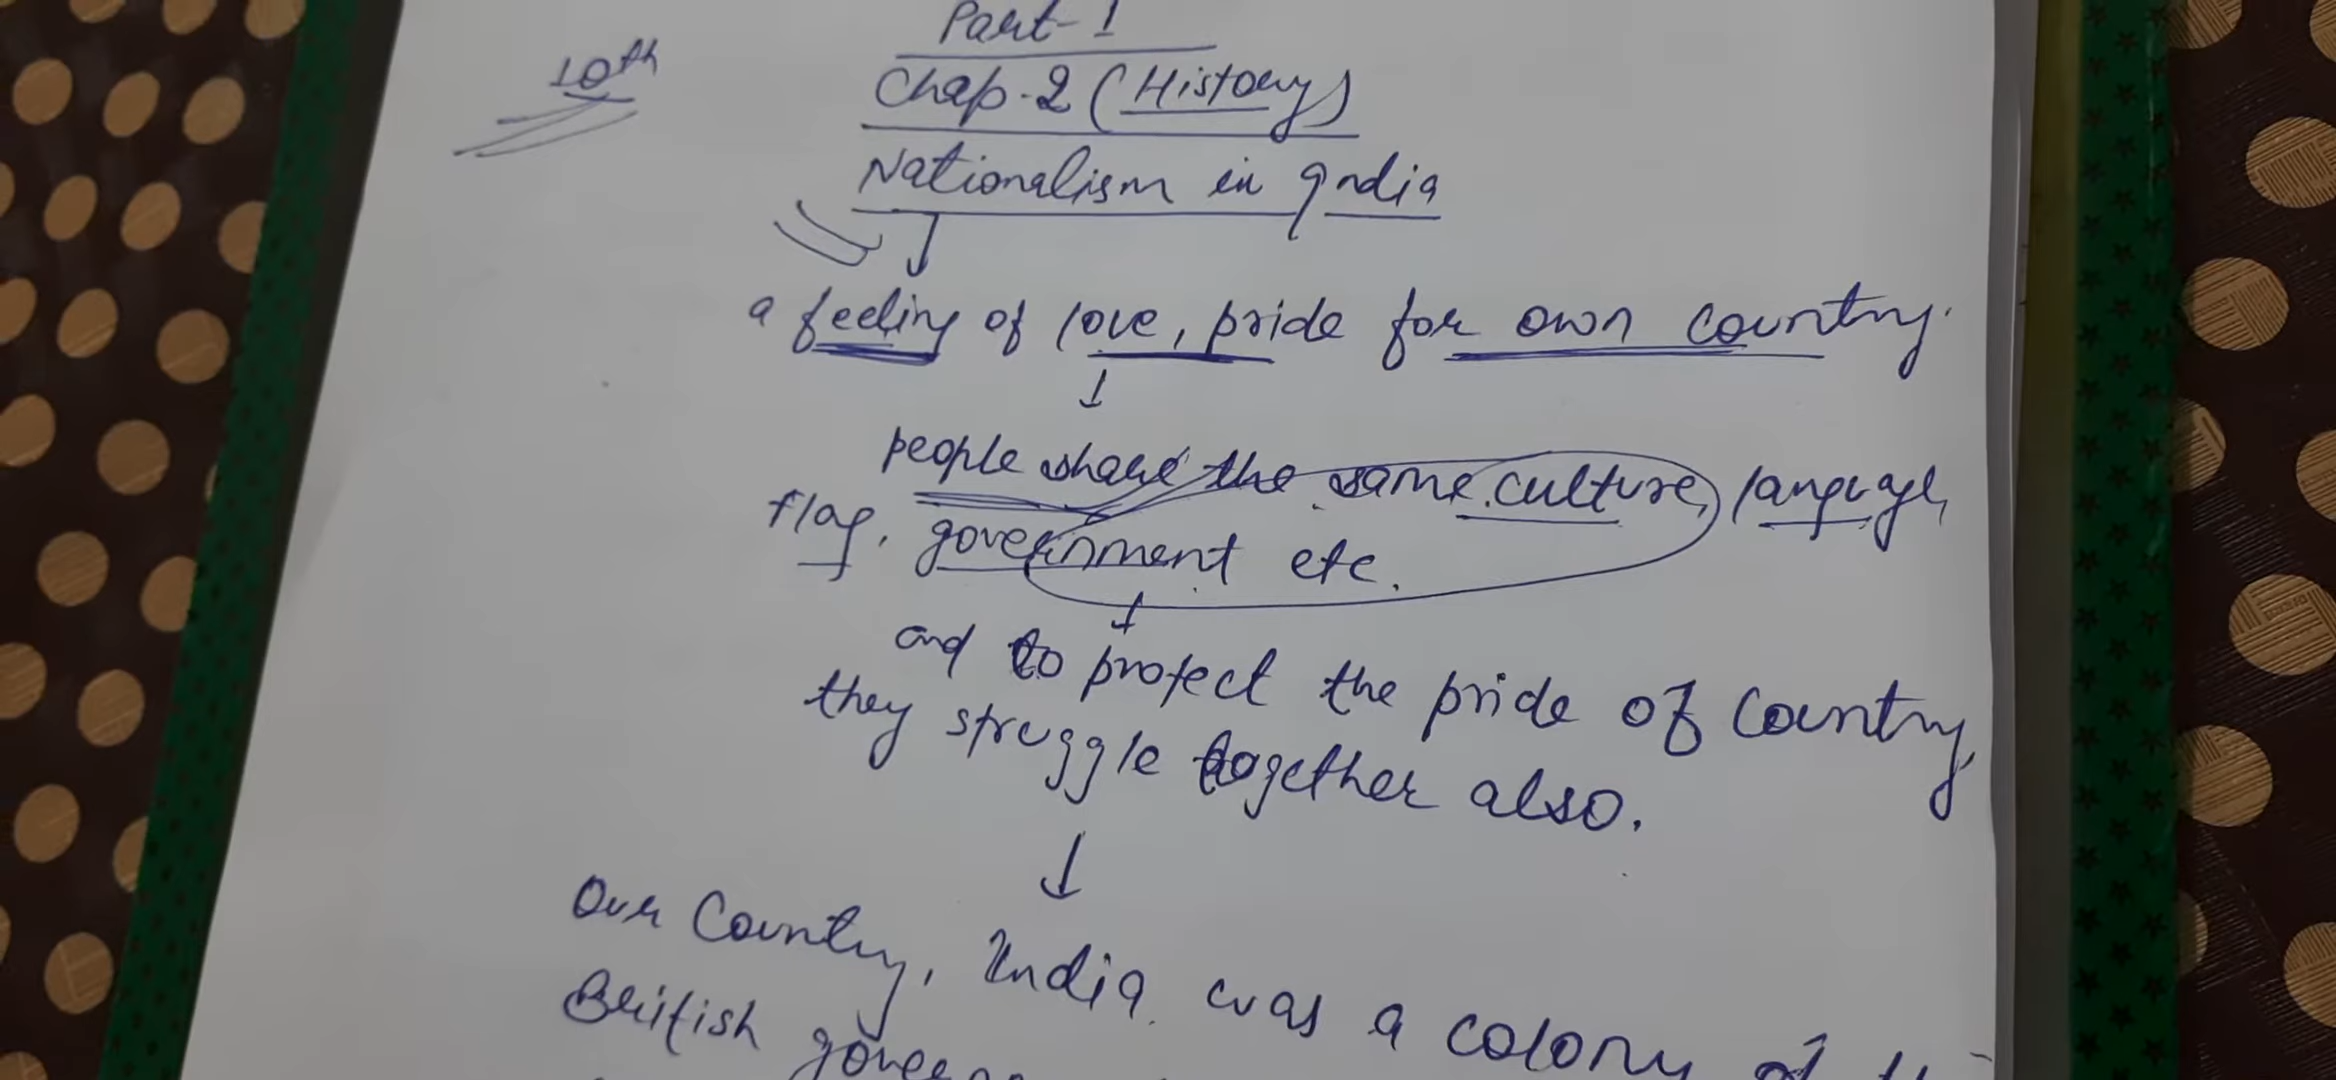 Part-1
10th
Chap-2 (History)
Nationalism in India
a feeling of love, pride for own country.
people share the same culture, language,
flag, government etc.
and to protect the pride of country,
they struggle together also.
Our Country, India was a colony of
British